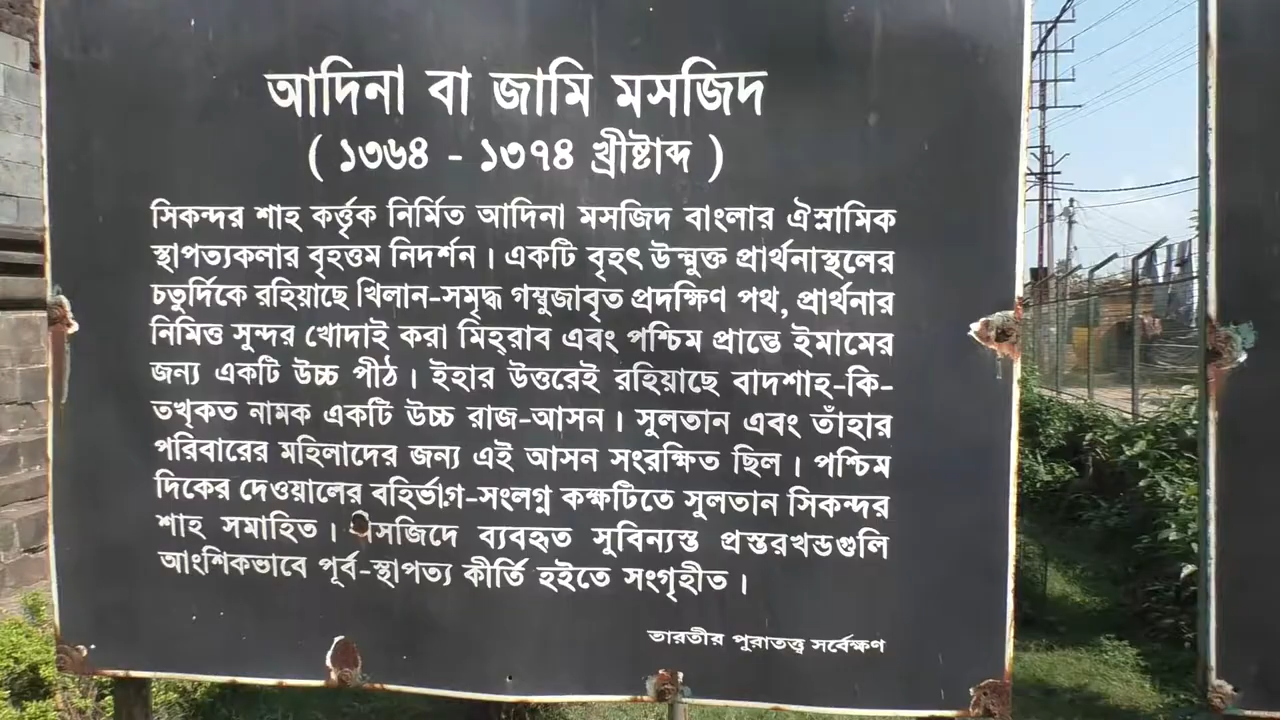 আদিনা বা জামি মসজিদ
( ১৩৬৪ - ১৩৭৪ খ্রীষ্টাব্দ )
সিকন্দর শাহ কর্ত্তৃক নির্মিত আদিনা মসজিদ বাংলার ঐস্লামিক
স্থাপত্যকলার বৃহত্তম নিদর্শন । একটি বৃহৎ উন্মুক্ত প্রার্থনাস্থলের
চতুর্দিকে রহিয়াছে খিলান-সমৃদ্ধ গম্বুজাবৃত প্রদক্ষিণ পথ, প্রার্থনার
নিমিত্ত সুন্দর খোদাই করা মিহ্‌রাব এবং পশ্চিম প্রান্তে ইমামের
জন্য একটি উচ্চ পীঠ । ইহার উত্তরেই রহিয়াছে বাদশাহ-কি-
তখ্‌কত নামক একটি উচ্চ রাজ-আসন । সুলতান এবং তাঁহার
পরিবারের মহিলাদের জন্য এই আসন সংরক্ষিত ছিল । পশ্চিম
দিকের দেওয়ালের বহির্ভাগ-সংলগ্ন কক্ষটিতে সুলতান সিকন্দর
শাহ সমাহিত । মসজিদে ব্যবহৃত সুবিন্যস্ত প্রস্তরখন্ডগুলি
আংশিকভাবে পূর্ব-স্থাপত্য কীর্তি হইতে সংগৃহীত ।
ভারতীর পুরাতত্ত্ব সর্বেক্ষণ